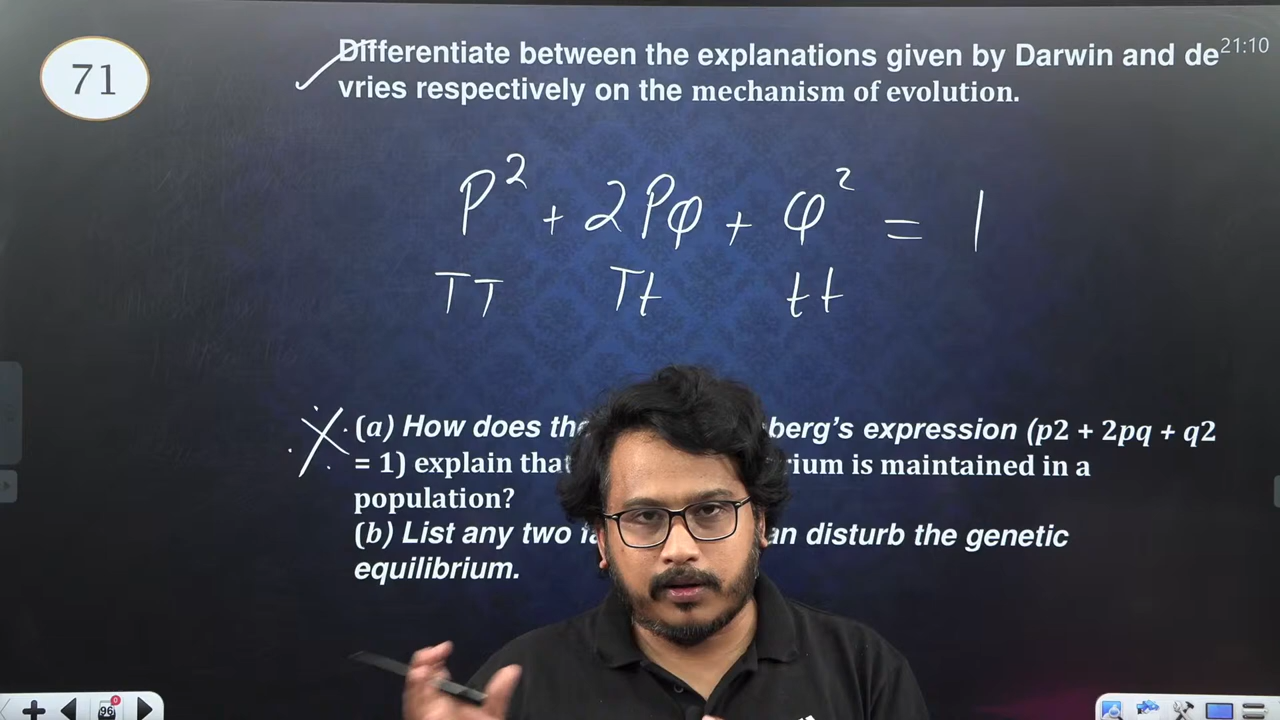 71
21:10
Differentiate between the explanations given by Darwin and de
vries respectively on the mechanism of evolution.
P² + 2Pφ + φ² = 1
TT Tt tt
(a) How does the berg's expression (p2 + 2pq + q2
= 1) explain that rium is maintained in a
population?
(b) List any two fa an disturb the genetic
equilibrium.
96
0